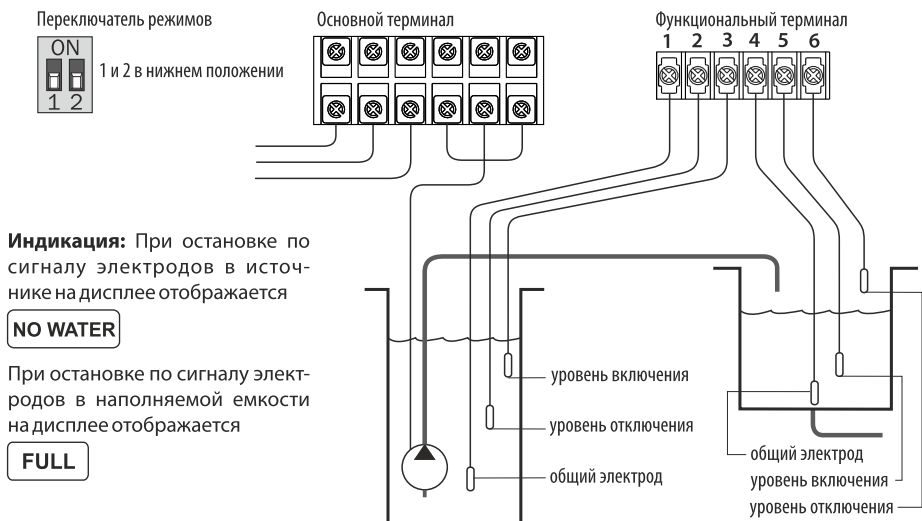 Переключатель режимов
ON
1 2
1 и 2 в нижнем положении
Основной терминал
Функциональный терминал
1 2 3 4 5 6
Индикация: При остановке по
сигналу электродов в источ-
нике на дисплее отображается
NO WATER
При остановке по сигналу элект-
родов в наполняемой емкости
на дисплее отображается
FULL
уровень включения
уровень отключения
общий электрод
общий электрод
уровень включения
уровень отключения